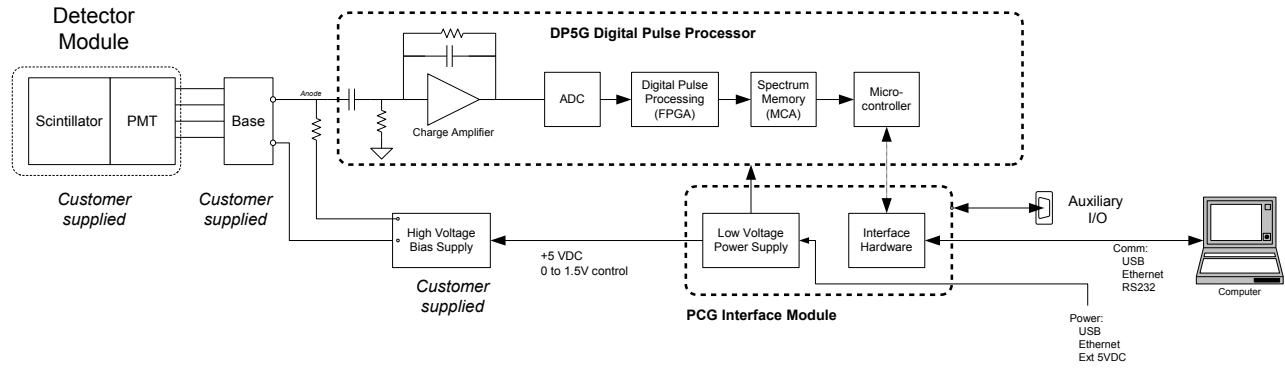 Detector
Module
DP5G Digital Pulse Processor
Scintillator
PMT
Base
Anode
Charge Amplifier
ADC
Digital Pulse
Processing
(FPGA)
Spectrum
Memory
(MCA)
Micro-
controller
Customer
supplied
Customer
supplied
High Voltage
Bias Supply
Customer
supplied
+5 VDC
0 to 1.5V control
Low Voltage
Power Supply
Interface
Hardware
PCG Interface Module
Auxiliary
I/O
Comm:
USB
Ethernet
RS232
Computer
Power:
USB
Ethernet
Ext 5VDC